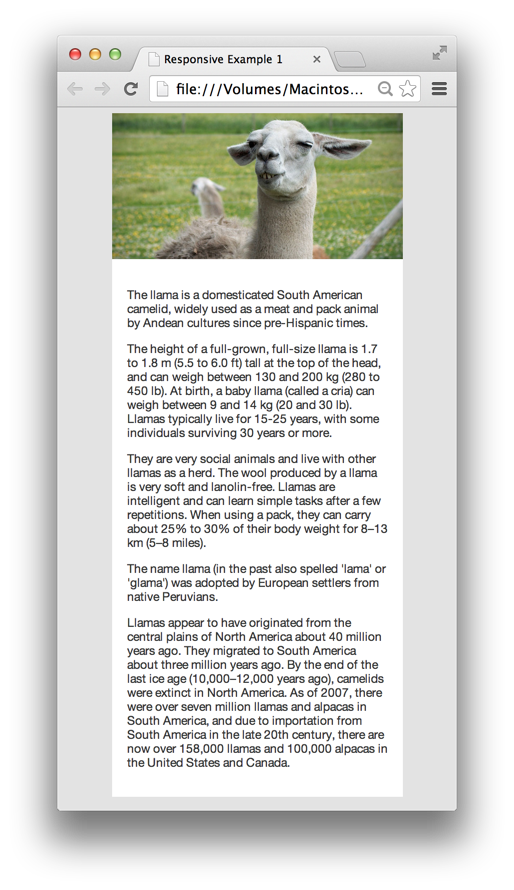 Responsive Example 1
file:///Volumes/Macintos...
The llama is a domesticated South American
camelid, widely used as a meat and pack animal
by Andean cultures since pre-Hispanic times.
The height of a full-grown, full-size llama is 1.7
to 1.8 m (5.5 to 6.0 ft) tall at the top of the head,
and can weigh between 130 and 200 kg (280 to
450 lb). At birth, a baby llama (called a cria) can
weigh between 9 and 14 kg (20 and 30 lb).
Llamas typically live for 15-25 years, with some
individuals surviving 30 years or more.
They are very social animals and live with other
llamas as a herd. The wool produced by a llama
is very soft and lanolin-free. Llamas are
intelligent and can learn simple tasks after a few
repetitions. When using a pack, they can carry
about 25% to 30% of their body weight for 8–13
km (5–8 miles).
The name llama (in the past also spelled 'lama' or
'glama') was adopted by European settlers from
native Peruvians.
Llamas appear to have originated from the
central plains of North America about 40 million
years ago. They migrated to South America
about three million years ago. By the end of the
last ice age (10,000–12,000 years ago), camelids
were extinct in North America. As of 2007, there
were over seven million llamas and alpacas in
South America, and due to importation from
South America in the late 20th century, there are
now over 158,000 llamas and 100,000 alpacas in
the United States and Canada.